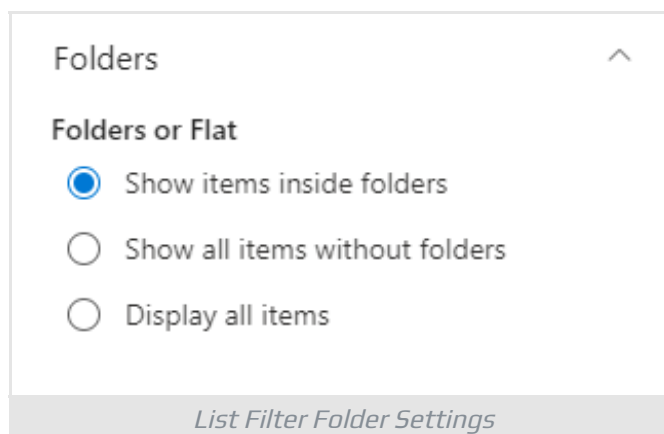 Folders
Folders or Flat
Show items inside folders
Show all items without folders
Display all items
List Filter Folder Settings